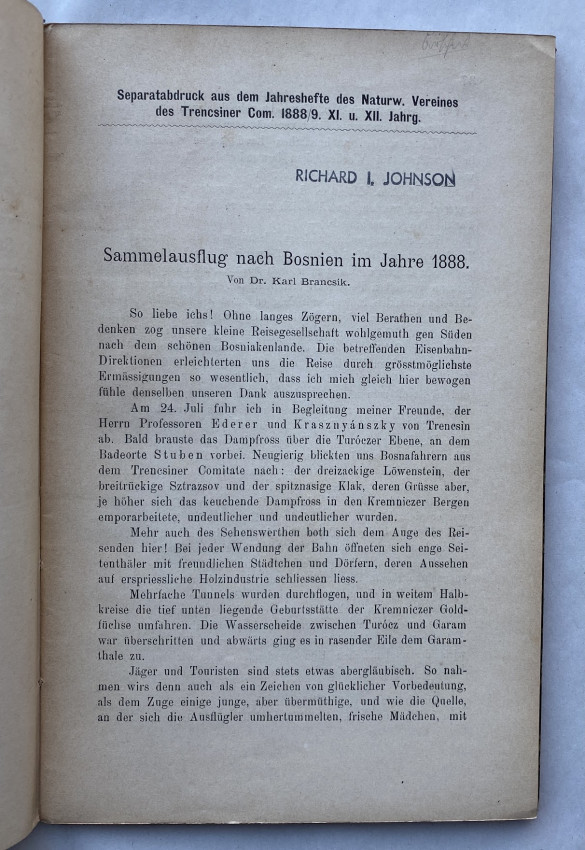 Separatabdruck aus dem Jahreshefte des Naturw. Vereines
des Trencsiner Com. 1888/9. XI. u. XII. Jahrg.
RICHARD I. JOHNSON
Sammelausflug nach Bosnien im Jahre 1888.
Von Dr. Karl Brancsik.
So liebe ichs! Ohne langes Zögern, viel Berathen und Be-
denken zog unsere kleine Reisegesellschaft wohlgemuth gen Süden
nach dem schönen Bosniakenlande. Die betreffenden Eisenbahn-
Direktionen erleichterten uns die Reise durch grösstmöglichste
Ermässigungen so wesentlich, dass ich mich gleich hier bewogen
fühle denselben unseren Dank auszusprechen.
Am 24. Juli fuhr ich in Begleitung meiner Freunde, der
Herrn Professoren Ederer und Krasznyánszky von Trencsin
ab. Bald brauste das Dampfross über die Turóczer Ebene, an dem
Badeorte Stuben vorbei. Neugierig blickten uns Bosnafahrern aus
dem Trencsiner Comitate nach: der dreizackige Löwenstein, der
breitrückige Sztrazsov und der spitznasige Klak, deren Grüsse aber,
je höher sich das keuchende Dampfross in den Kremniczer Bergen
emporarbeitete, undeutlicher und undeutlicher wurden.
Mehr auch des Sehenswerthen both sich dem Auge des Rei-
senden hier! Bei jeder Wendung der Bahn öffneten sich enge Sei-
tenthäler mit freundlichen Städtchen und Dörfern, deren Aussehen
auf erspriessliche Holzindustrie schliessen liess.
Mehrfache Tunnels wurden durchflogen, und in weitem Halb-
kreise die tief unten liegende Geburtsstätte der Kremniczer Gold-
füchse umfahren. Die Wasserscheide zwischen Turócz und Garam
war überschritten und abwärts ging es in rasender Eile dem Garam-
thale zu.
Jäger und Touristen sind stets etwas abergläubisch. So nah-
men wirs denn auch als ein Zeichen von glücklicher Vorbedeutung,
als dem Zuge einige junge, aber übermüthige, und wie die Quelle,
an der sich die Ausflügler umhertummelten, frische Mädchen, mit